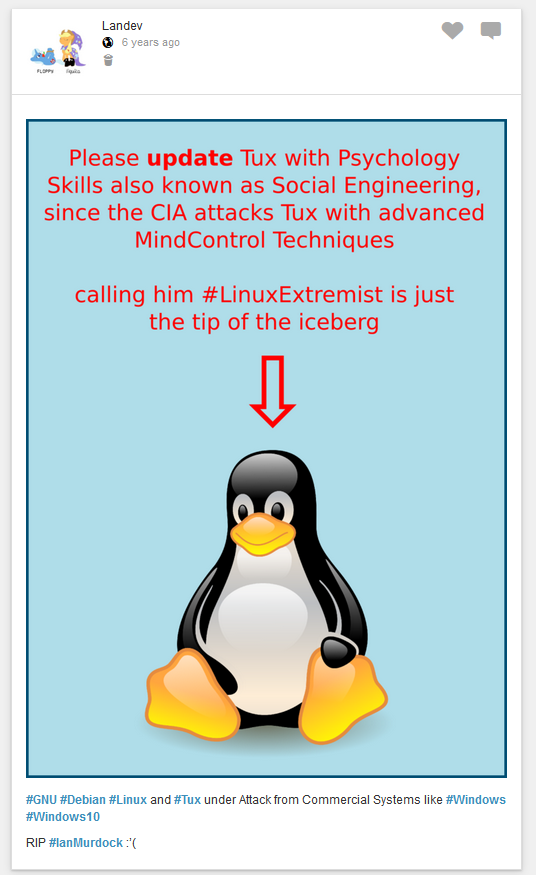 Landev
6 years ago
FLOPPi
Please update Tux with Psychology
Skills also known as Social Engineering,
since the CIA attacks Tux with advanced
MindControl Techniques
calling him #LinuxExtremist is just
the tip of the iceberg
#GNU #Debian #Linux and #Tux under Attack from Commercial Systems like #Windows
#Windows10
RIP #IanMurdock :'(